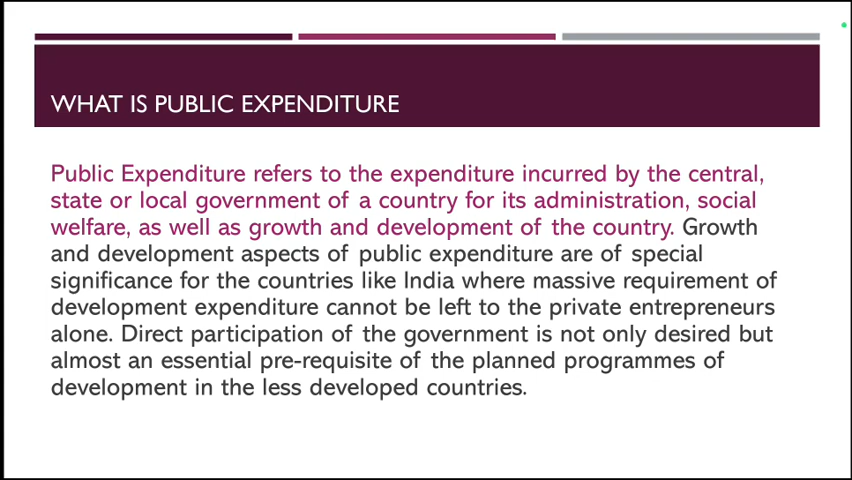 WHAT IS PUBLIC EXPENDITURE
Public Expenditure refers to the expenditure incurred by the central,
state or local government of a country for its administration, social
welfare, as well as growth and development of the country. Growth
and development aspects of public expenditure are of special
significance for the countries like India where massive requirement of
development expenditure cannot be left to the private entrepreneurs
alone. Direct participation of the government is not only desired but
almost an essential pre-requisite of the planned programmes of
development in the less developed countries.